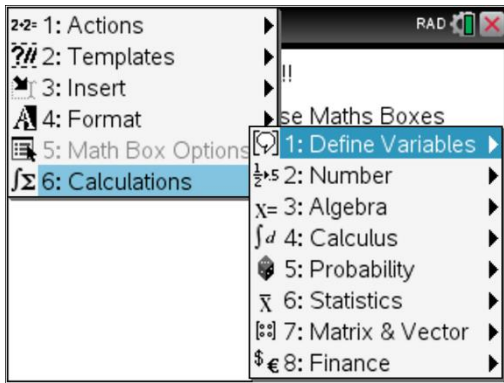 1: Actions
2: Templates
3: Insert
4: Format
5: Math Box Options
6: Calculations
RAD
!!
se Maths Boxes
1: Define Variables
2: Number
3: Algebra
4: Calculus
5: Probability
6: Statistics
7: Matrix & Vector
8: Finance